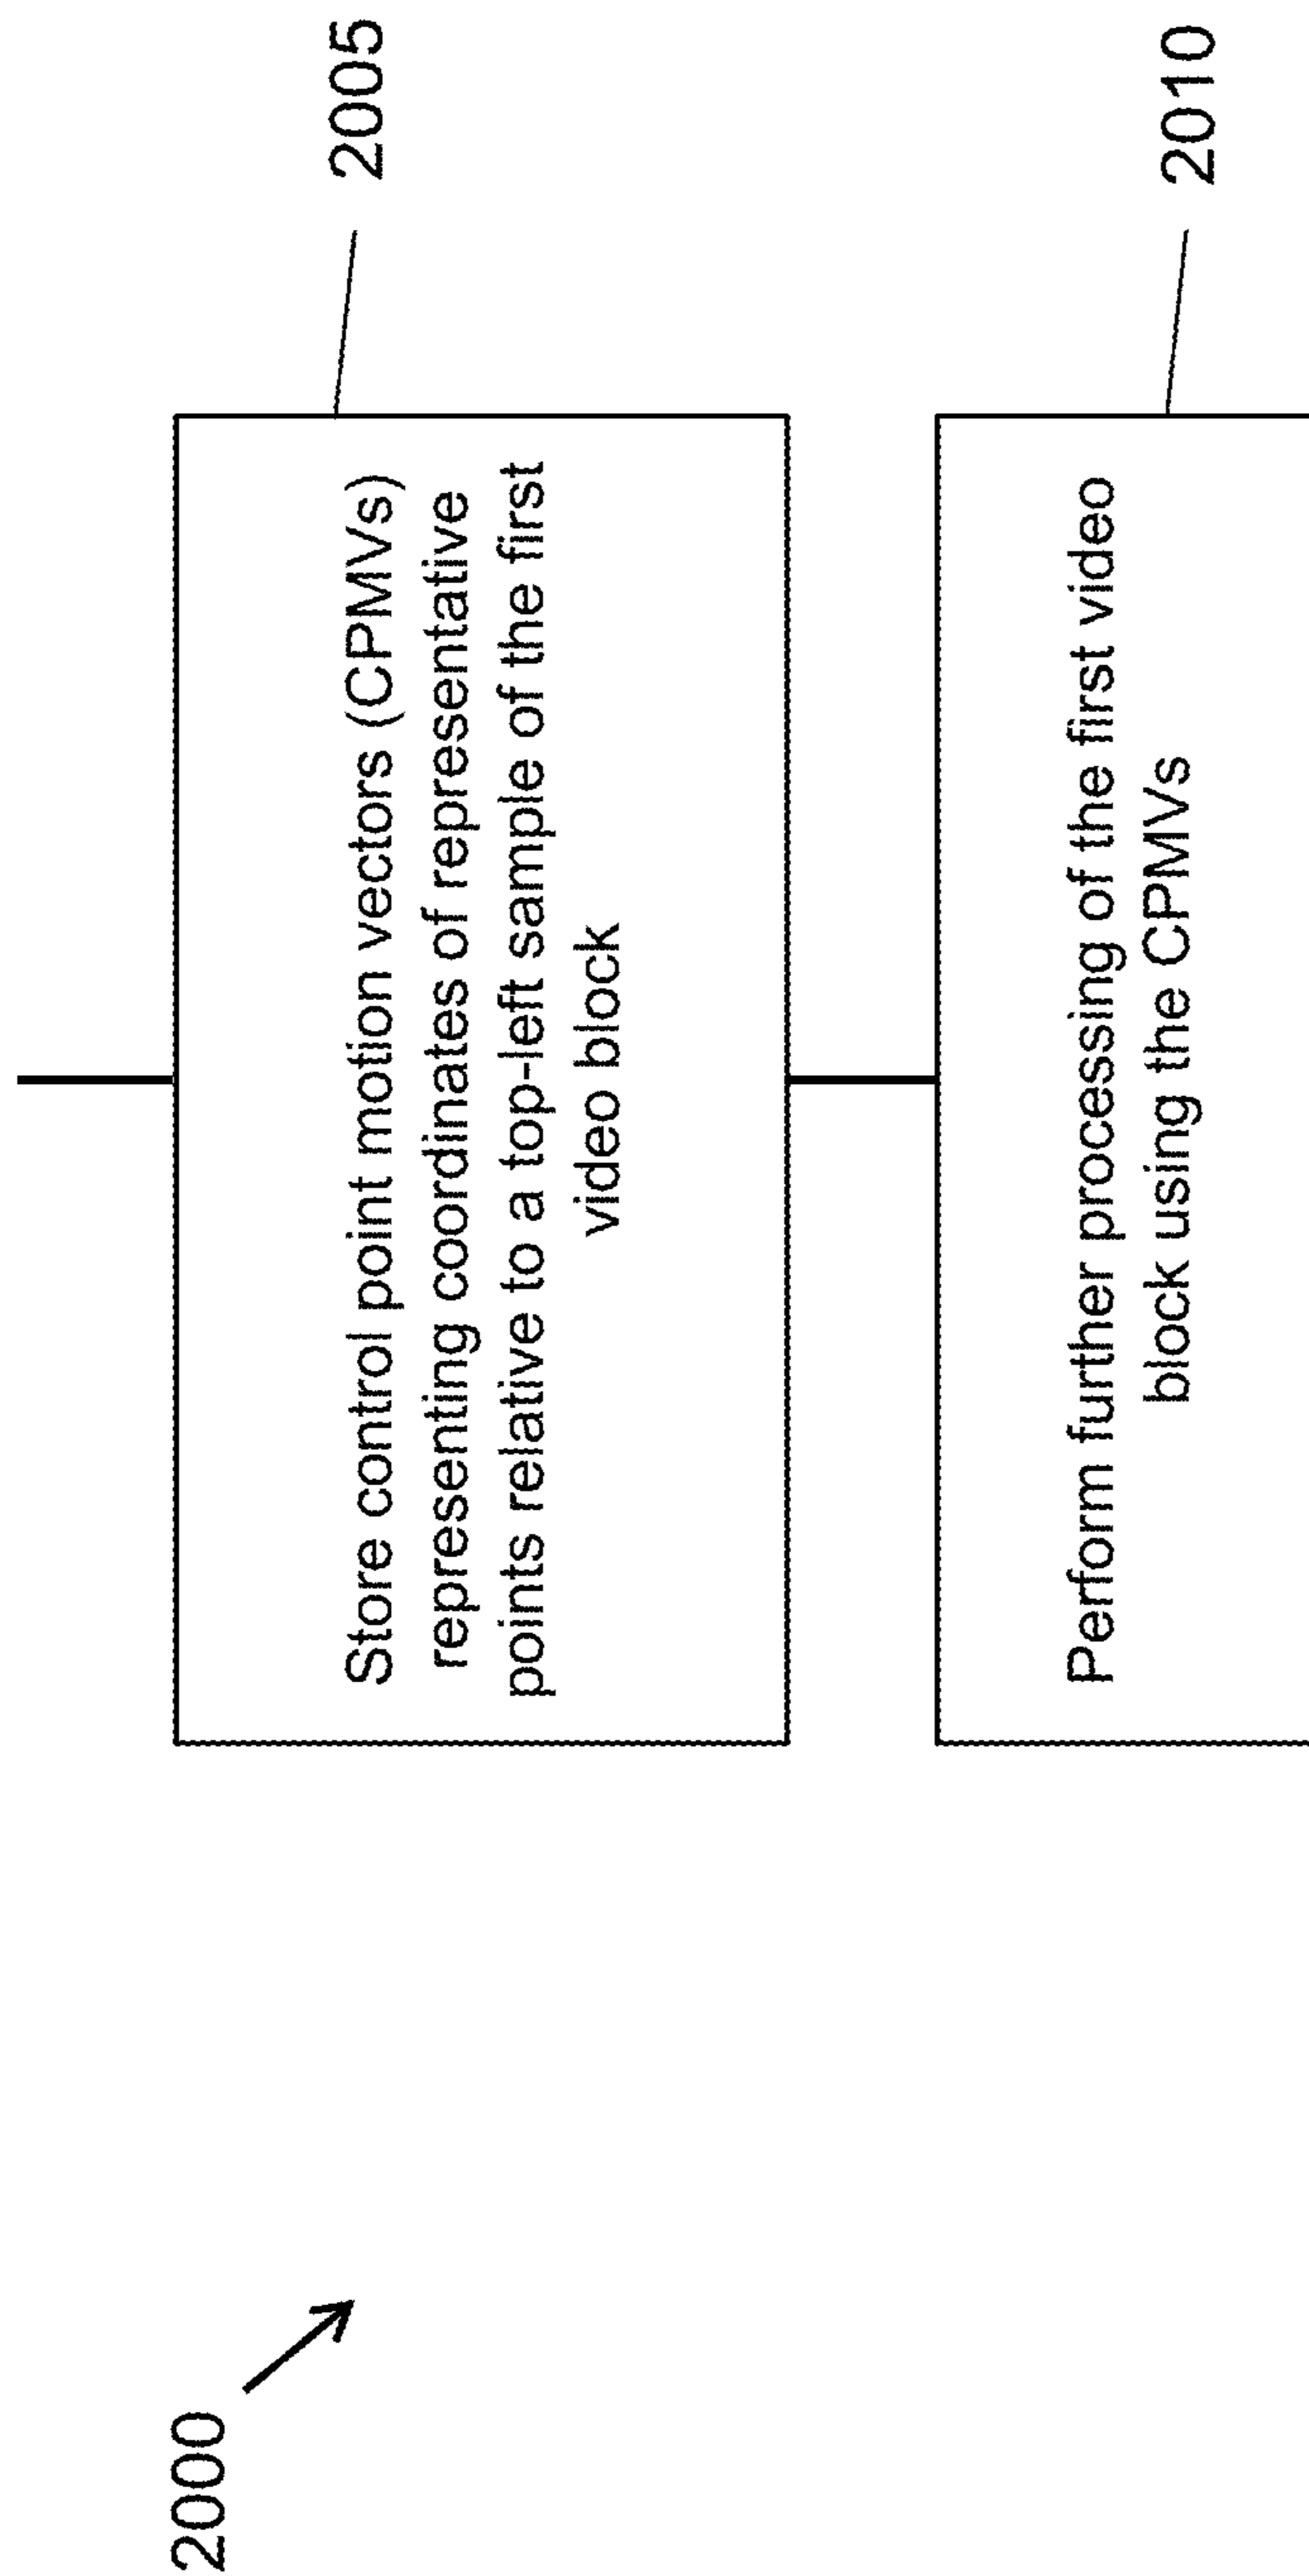 2000
Store control point motion vectors (CPMVs)
representing coordinates of representative
points relative to a top-left sample of the first
video block
2005
Perform further processing of the first video
block using the CPMVs
2010